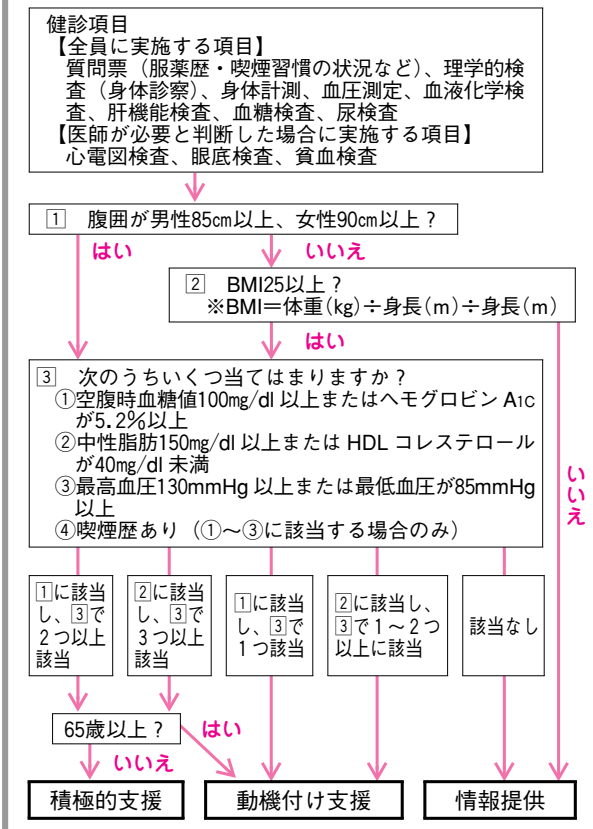 健診項目
【全員に実施する項目】
質問票（服薬歴・喫煙習慣の状況など）、理学的検
査（身体診察）、身体計測、血圧測定、血液化学検
査、肝機能検査、血糖検査、尿検査
【医師が必要と判断した場合に実施する項目】
心電図検査、眼底検査、貧血検査
1 腹囲が男性85㎝以上、女性90㎝以上？
はい
いいえ
2 BMI25以上？
※BMI＝体重(kg)÷身長(m)÷身長(m)
はい
いいえ
3 次のうちいくつ当てはまりますか？
①空腹時血糖値100㎎/dl 以上またはヘモグロビン A1C
が5.2％以上
②中性脂肪150㎎/dl 以上または HDL コレステロール
が40㎎/dl 未満
③最高血圧130mmHg 以上または最低血圧が85mmHg
以上
④喫煙歴あり（①～③に該当する場合のみ）
1に該当
し、3で
2つ以上
該当
2に該当
し、3で
3つ以上
該当
1に該当
し、3で
1つ該当
2に該当し、
3で1～2つ
以上に該当
該当なし
65歳以上？
はい
いいえ
積極的支援
動機付け支援
情報提供